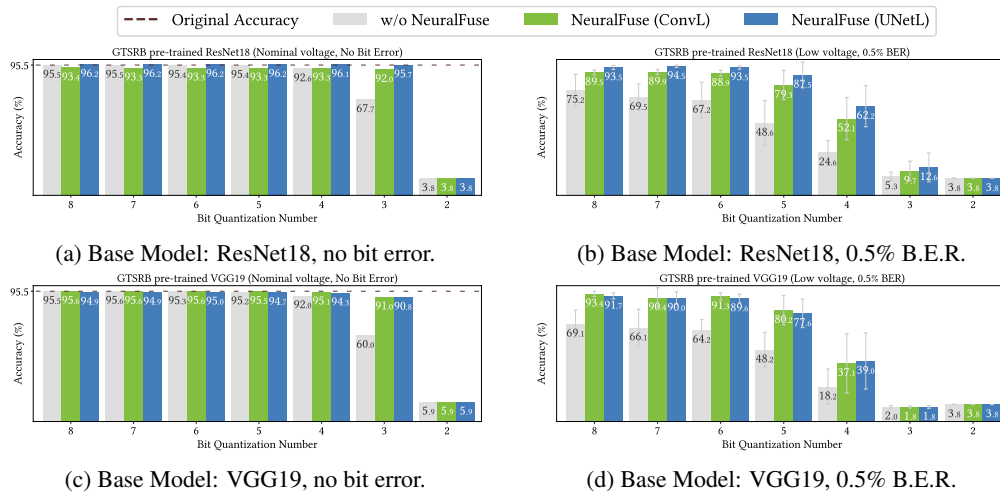 Original Accuracy w/o NeuralFuse NeuralFuse (ConvL) NeuralFuse (UNetL)
GTSRB pre-trained ResNet18 (Nominal voltage, No Bit Error)
95.5
Accuracy (%)
95.5 93.4 96.2 95.5 93.3 96.2 95.4 93.3 96.2 95.4 93.3 96.2 92.6 93.3 96.1 67.7 92.0 95.7 3.8 3.8 3.8
8 7 6 5 4 3 2
Bit Quantization Number
(a) Base Model: ResNet18, no bit error.
GTSRB pre-trained ResNet18 (Low voltage, 0.5% BER)
Accuracy (%)
75.2 89.5 93.5 69.5 89.9 94.5 67.2 88.9 93.5 48.6 79.3 87.5 24.6 52.1 62.2 5.3 9.7 12.6 3.8 3.8 3.8
8 7 6 5 4 3 2
Bit Quantization Number
(b) Base Model: ResNet18, 0.5% B.E.R.
GTSRB pre-trained VGG19 (Nominal voltage, No Bit Error)
95.5
Accuracy (%)
95.5 95.6 94.9 95.6 95.6 94.9 95.3 95.6 95.0 95.2 95.5 94.7 92.0 95.1 94.3 60.0 91.0 90.8 5.9 5.9 5.9
8 7 6 5 4 3 2
Bit Quantization Number
(c) Base Model: VGG19, no bit error.
GTSRB pre-trained VGG19 (Low voltage, 0.5% BER)
Accuracy (%)
69.1 93.4 91.7 66.1 90.4 90.0 64.2 91.3 89.6 48.2 80.2 77.6 18.2 37.1 39.0 2.0 1.8 1.8 3.8 3.8 3.8
8 7 6 5 4 3 2
Bit Quantization Number
(d) Base Model: VGG19, 0.5% B.E.R.